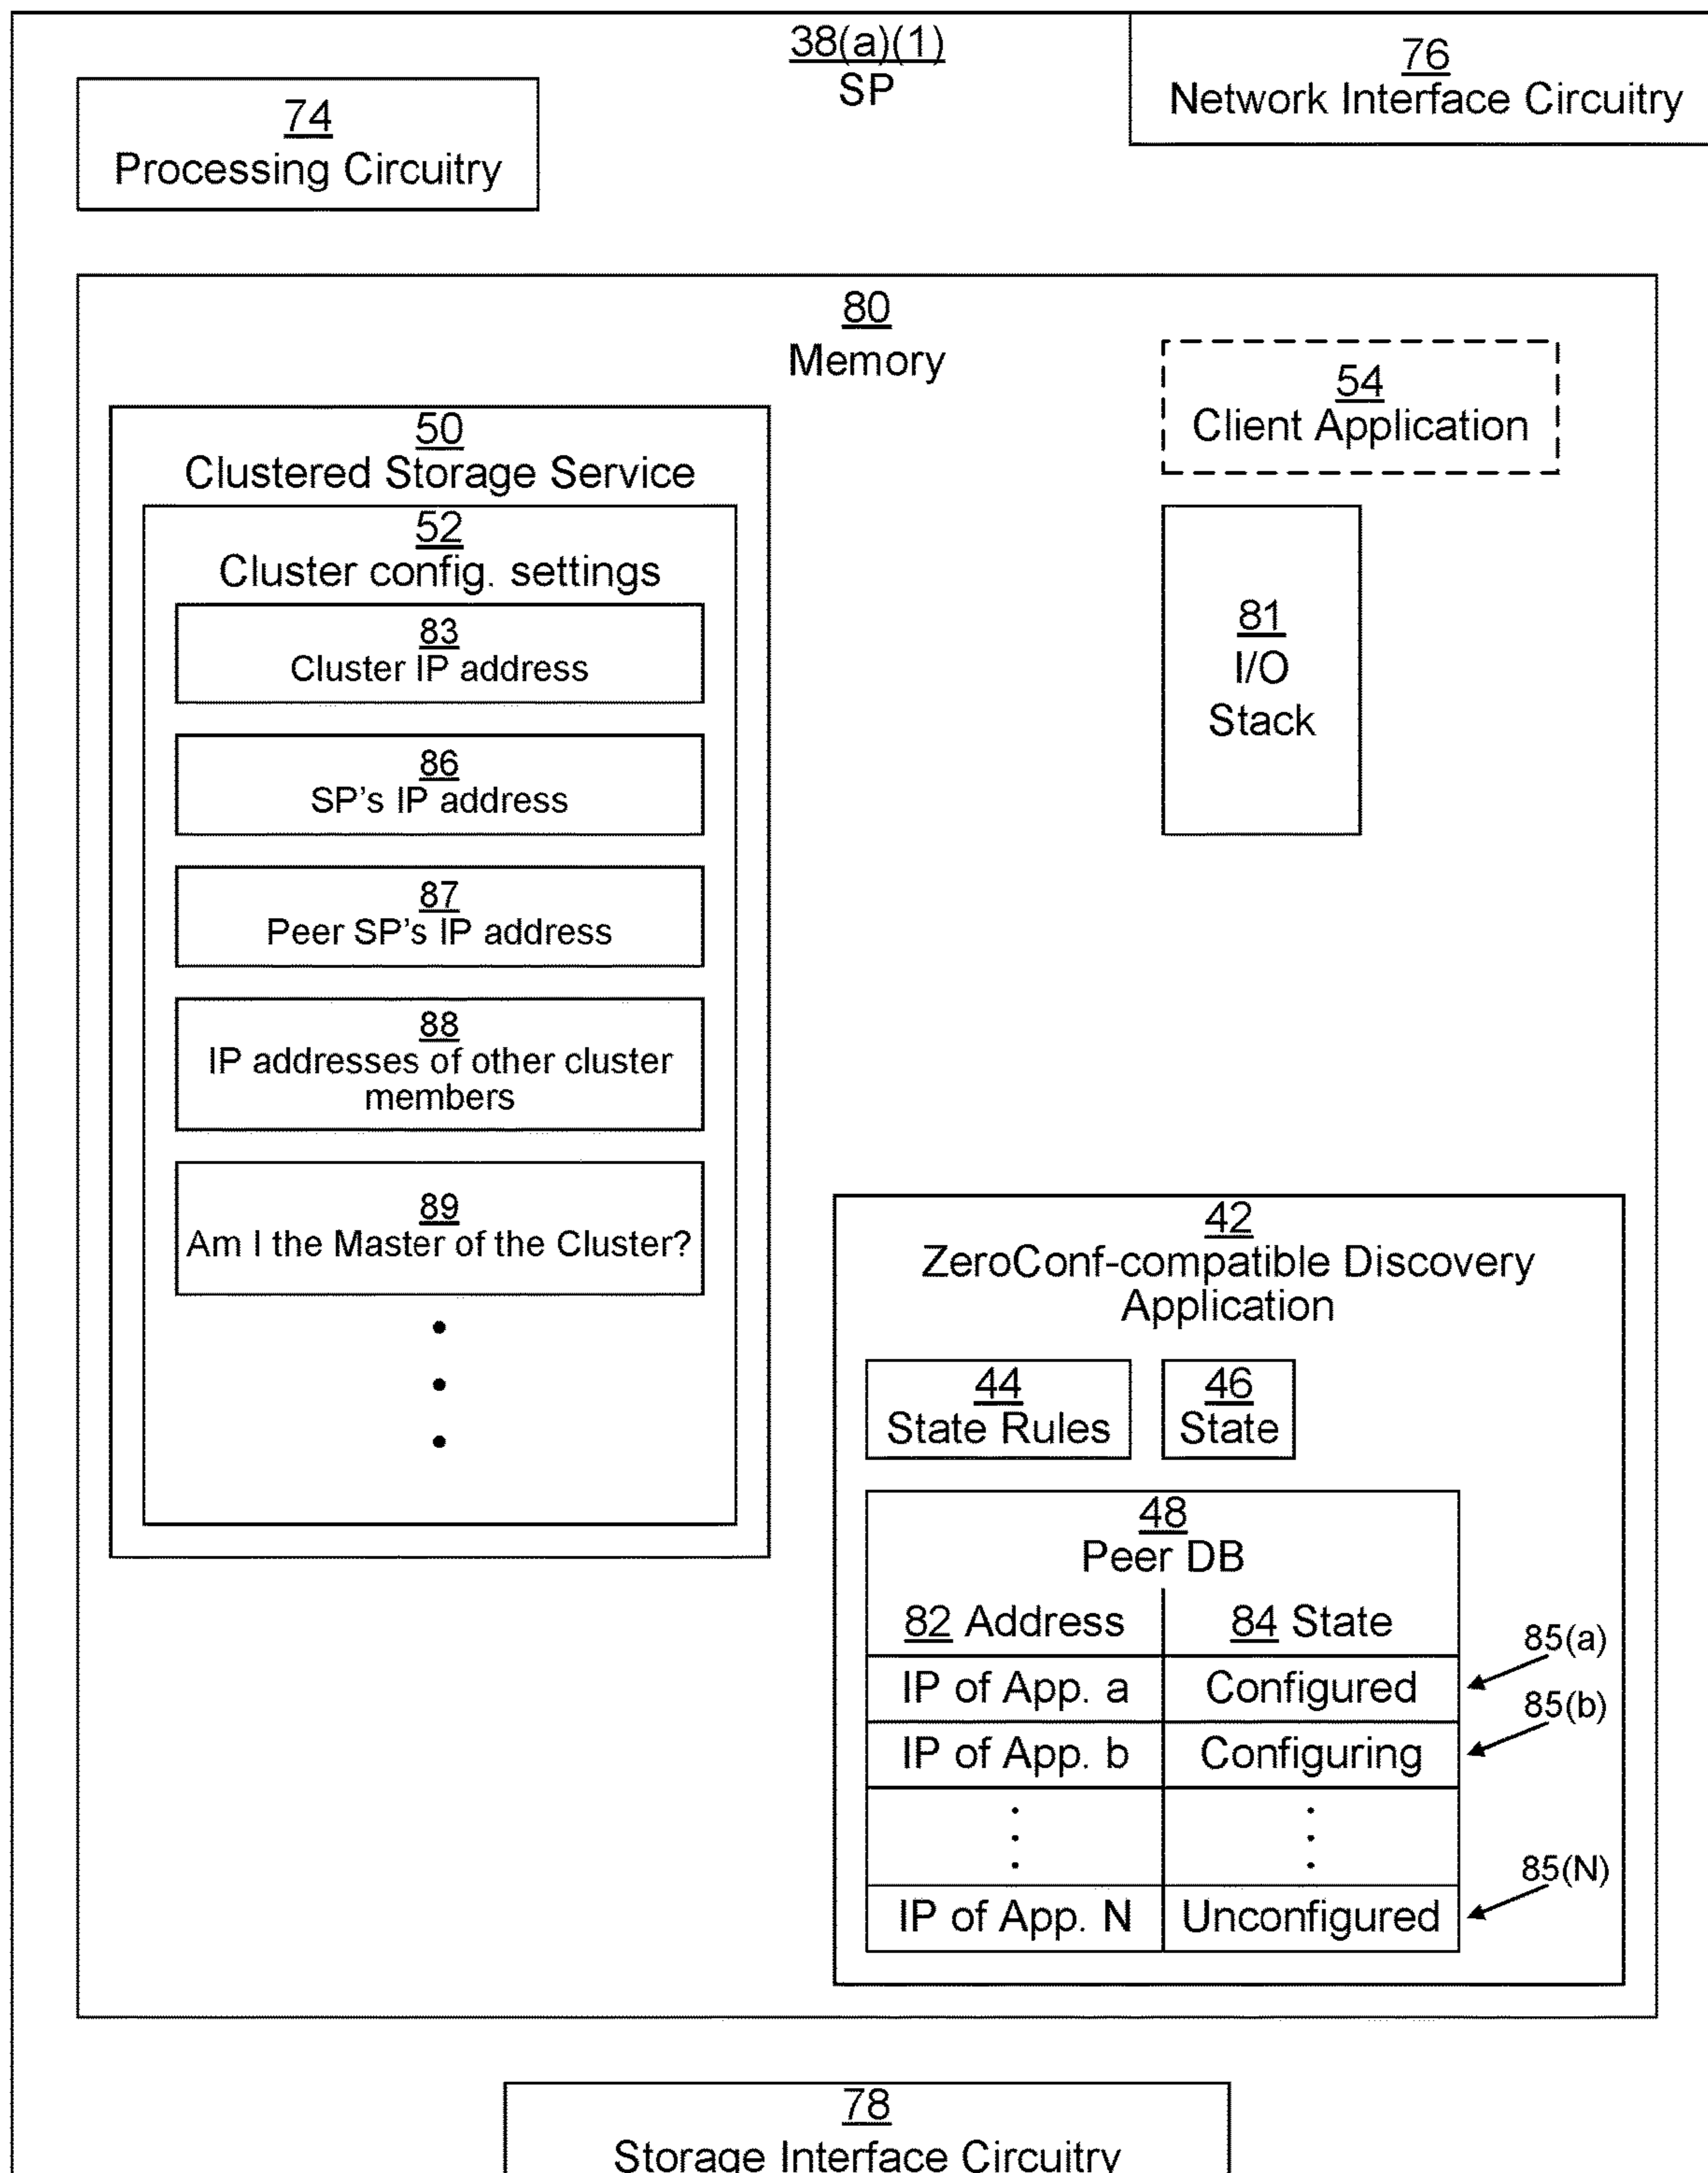 38(a)(1)
SP
76
Network Interface Circuitry
74
Processing Circuitry
80
Memory
54
Client Application
50
Clustered Storage Service
52
Cluster config. settings
83
Cluster IP address
86
SP's IP address
87
Peer SP's IP address
88
IP addresses of other cluster
members
89
Am I the Master of the Cluster?
81
I/O
Stack
42
ZeroConf-compatible Discovery
Application
44
State Rules
46
State
48
Peer DB
82 Address
84 State
85(a)
IP of App. a
Configured
85(b)
IP of App. b
Configuring
85(N)
IP of App. N
Unconfigured
78
Storage Interface Circuitry